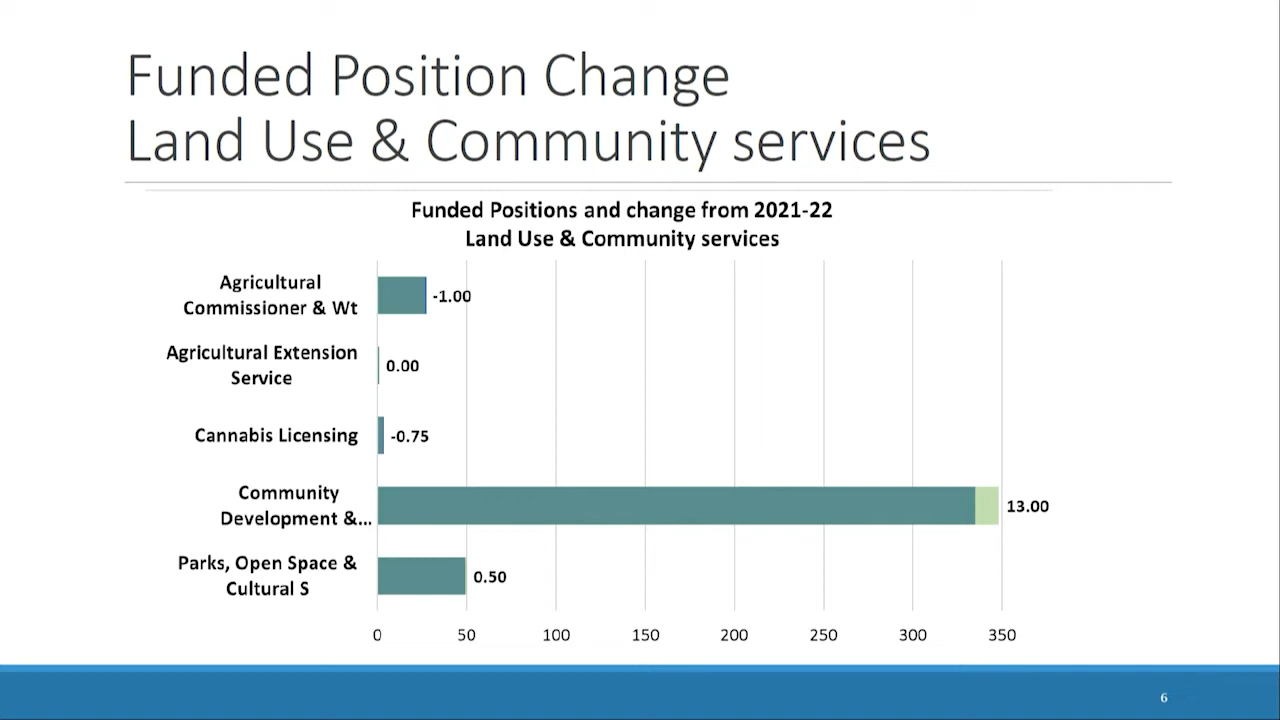 Funded Position Change
Land Use & Community services
Funded Positions and change from 2021-22
Land Use & Community services
Agricultural
Commissioner & Wt
-1.00
Agricultural Extension
Service
0.00
Cannabis Licensing
-0.75
Community
Development &...
13.00
Parks, Open Space &
Cultural S
0.50
0 50 100 150 200 250 300 350
6